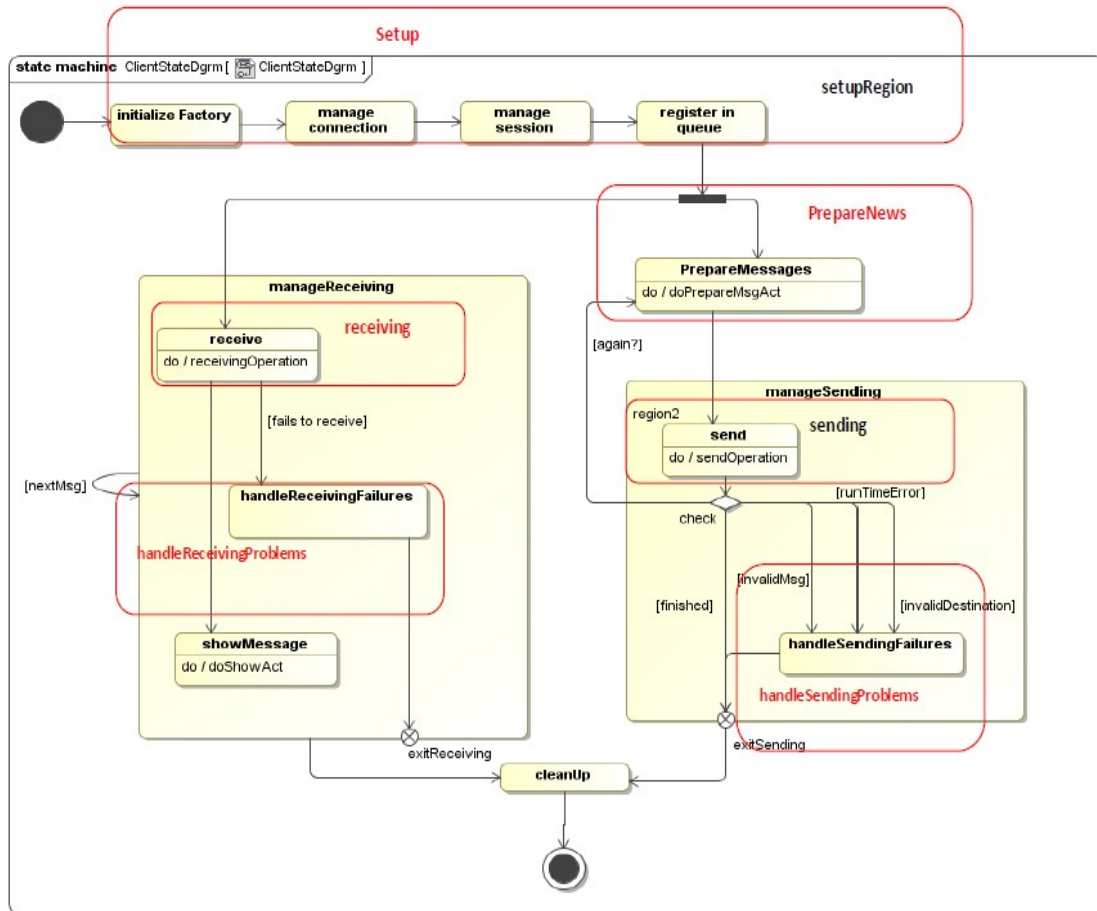 Setup
state machine ClientStateDgrm [ ClientStateDgrm ]
setupRegion
initialize Factory
manage
connection
manage
session
register in
queue
PrepareNews
PrepareMessages
do / doPrepareMsgAct
manageReceiving
receiving
receive
do / receivingOperation
[again?]
[fails to receive]
manageSending
region2
sending
send
do / sendOperation
[nextMsg]
handleReceivingFailures
[runTimeError]
check
handleReceivingProblems
[invalidMsg]
[finished]
[invalidDestination]
showMessage
do / doShowAct
handleSendingFailures
handleSendingProblems
exitReceiving
exitSending
cleanUp